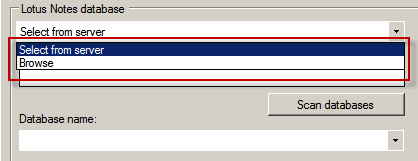 Lotus Notes database
Select from server
Select from server
Browse
Scan databases
Database name: